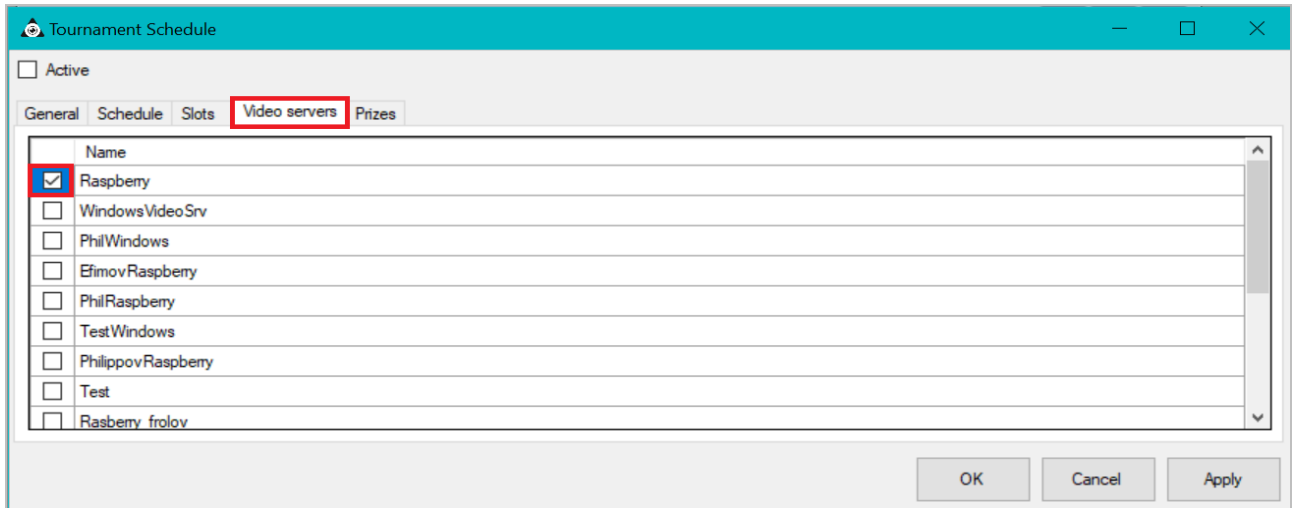 Tournament Schedule
Active
General Schedule Slots Video servers Prizes
Name
Raspberry
WindowsVideoSrv
PhilWindows
EfimovRaspberry
PhilRaspberry
TestWindows
PhilippovRaspberry
Test
Rasberry_frolov
OK Cancel Apply